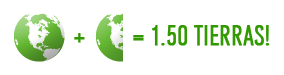 + = 1.50 TIERRAS!